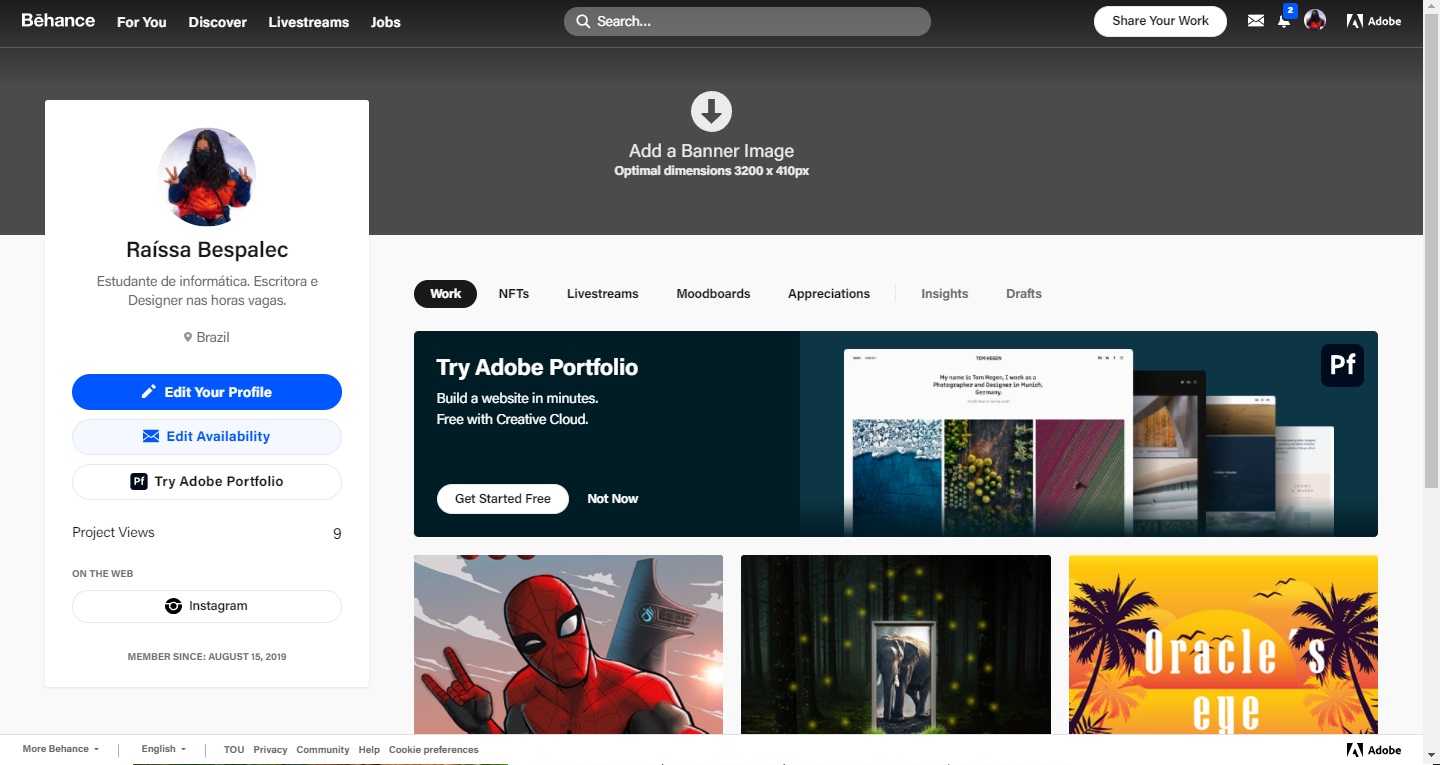 Bēhance For You Discover Livestreams Jobs Search... Share Your Work 2 Adobe
Add a Banner Image
Optimal dimensions 3200 x 410px
Raíssa Bespalec
Estudante de informática. Escritora e
Designer nas horas vagas.
Brazil
Edit Your Profile
Edit Availability
Pf Try Adobe Portfolio
Project Views 9
ON THE WEB
Instagram
MEMBER SINCE: AUGUST 15, 2019
Work NFTs Livestreams Moodboards Appreciations Insights Drafts
Try Adobe Portfolio
Build a website in minutes.
Free with Creative Cloud.
Get Started Free Not Now
TOM HEGEN
My name is Tom Hegen, I work as a
Photographer and Designer in Munich,
Germany.
Pf
Oracle´s
eye
More Behance English TOU Privacy Community Help Cookie preferences Adobe